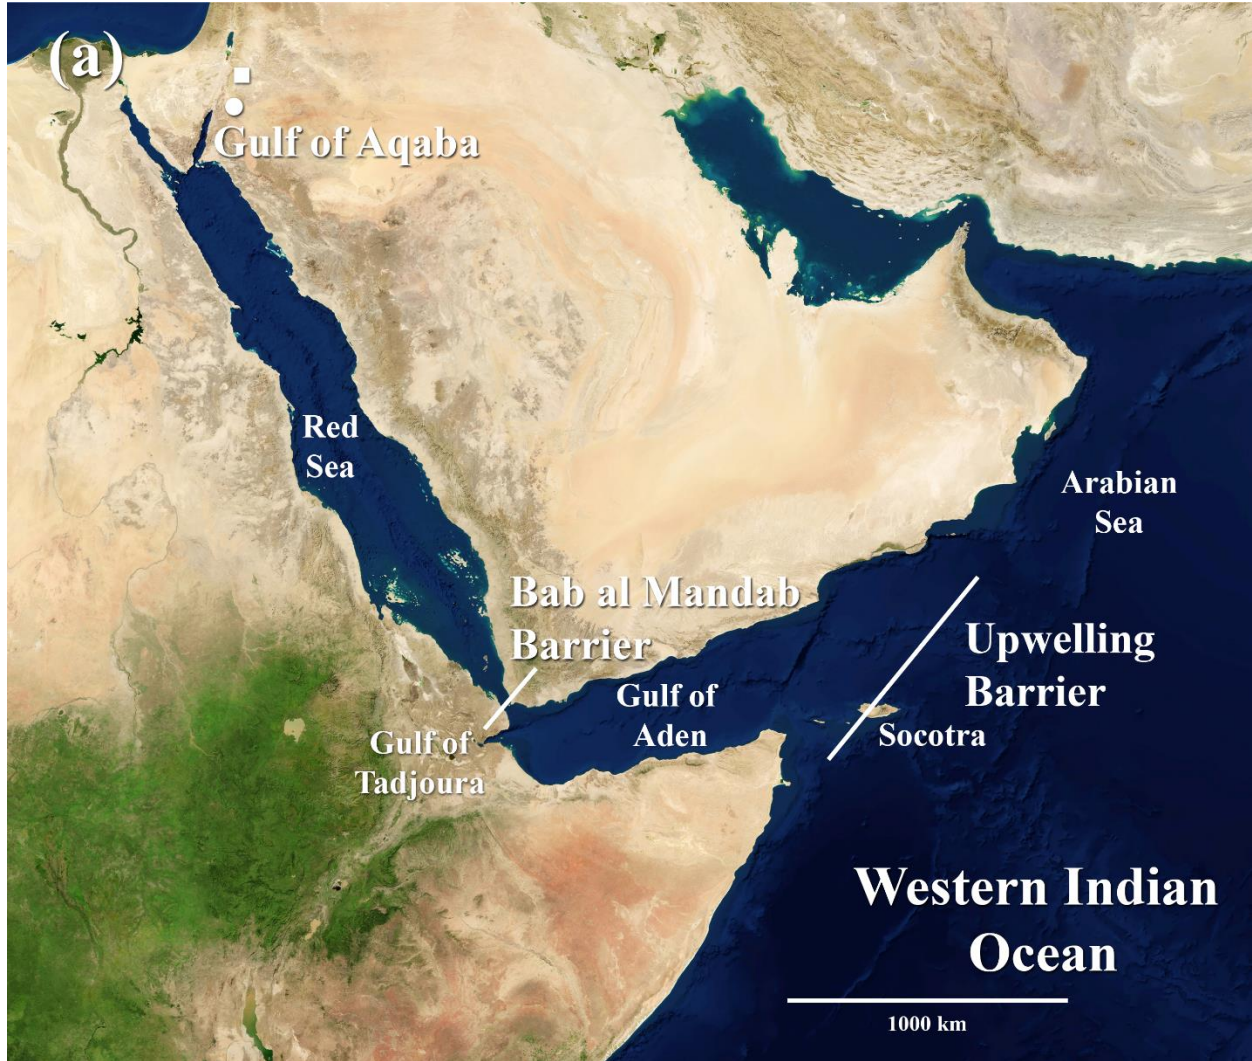 (a)
Gulf of Aqaba
Red
Sea
Arabian
Sea
Bab al Mandab
Barrier
Upwelling
Barrier
Gulf of
Aden
Socotra
Gulf of
Tadjoura
Western Indian
Ocean
1000 km